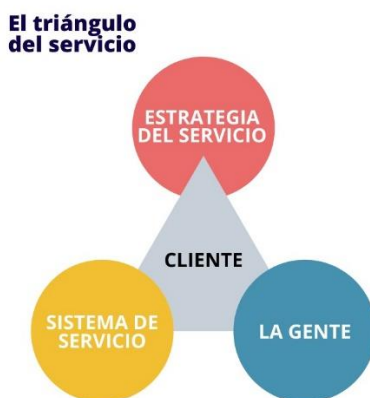 El triángulo
del servicio
ESTRATEGIA
DEL SERVICIO
CLIENTE
SISTEMA DE
SERVICIO
LA GENTE